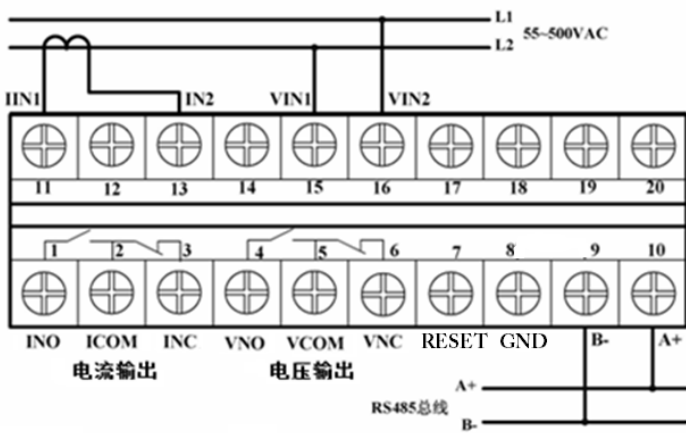 L1
55~500VAC
L2
IIN1 IN2 VIN1 VIN2
11 12 13 14 15 16 17 18 19 20
1 2 3 4 5 6 7 8 9 10
INO ICOM INC VNO VCOM VNC RESET GND B- A+
电流输出 电压输出
A+
RS485总线
B-